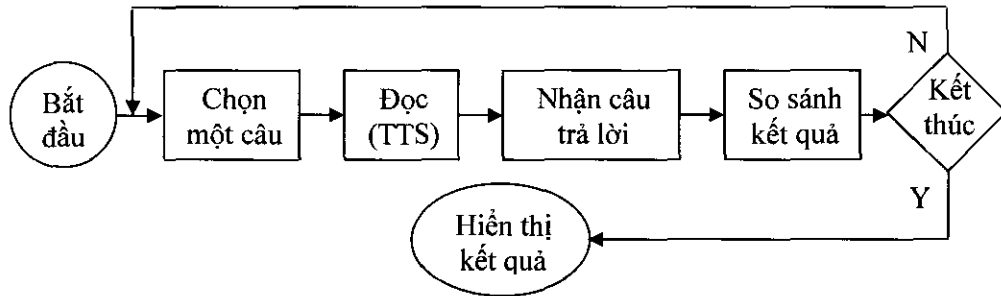 N
Bắt
đầu
Chọn
một câu
Đọc
(TTS)
Nhận câu
trả lời
So sánh
kết quả
Kết
thúc
Y
Hiển thị
kết quả